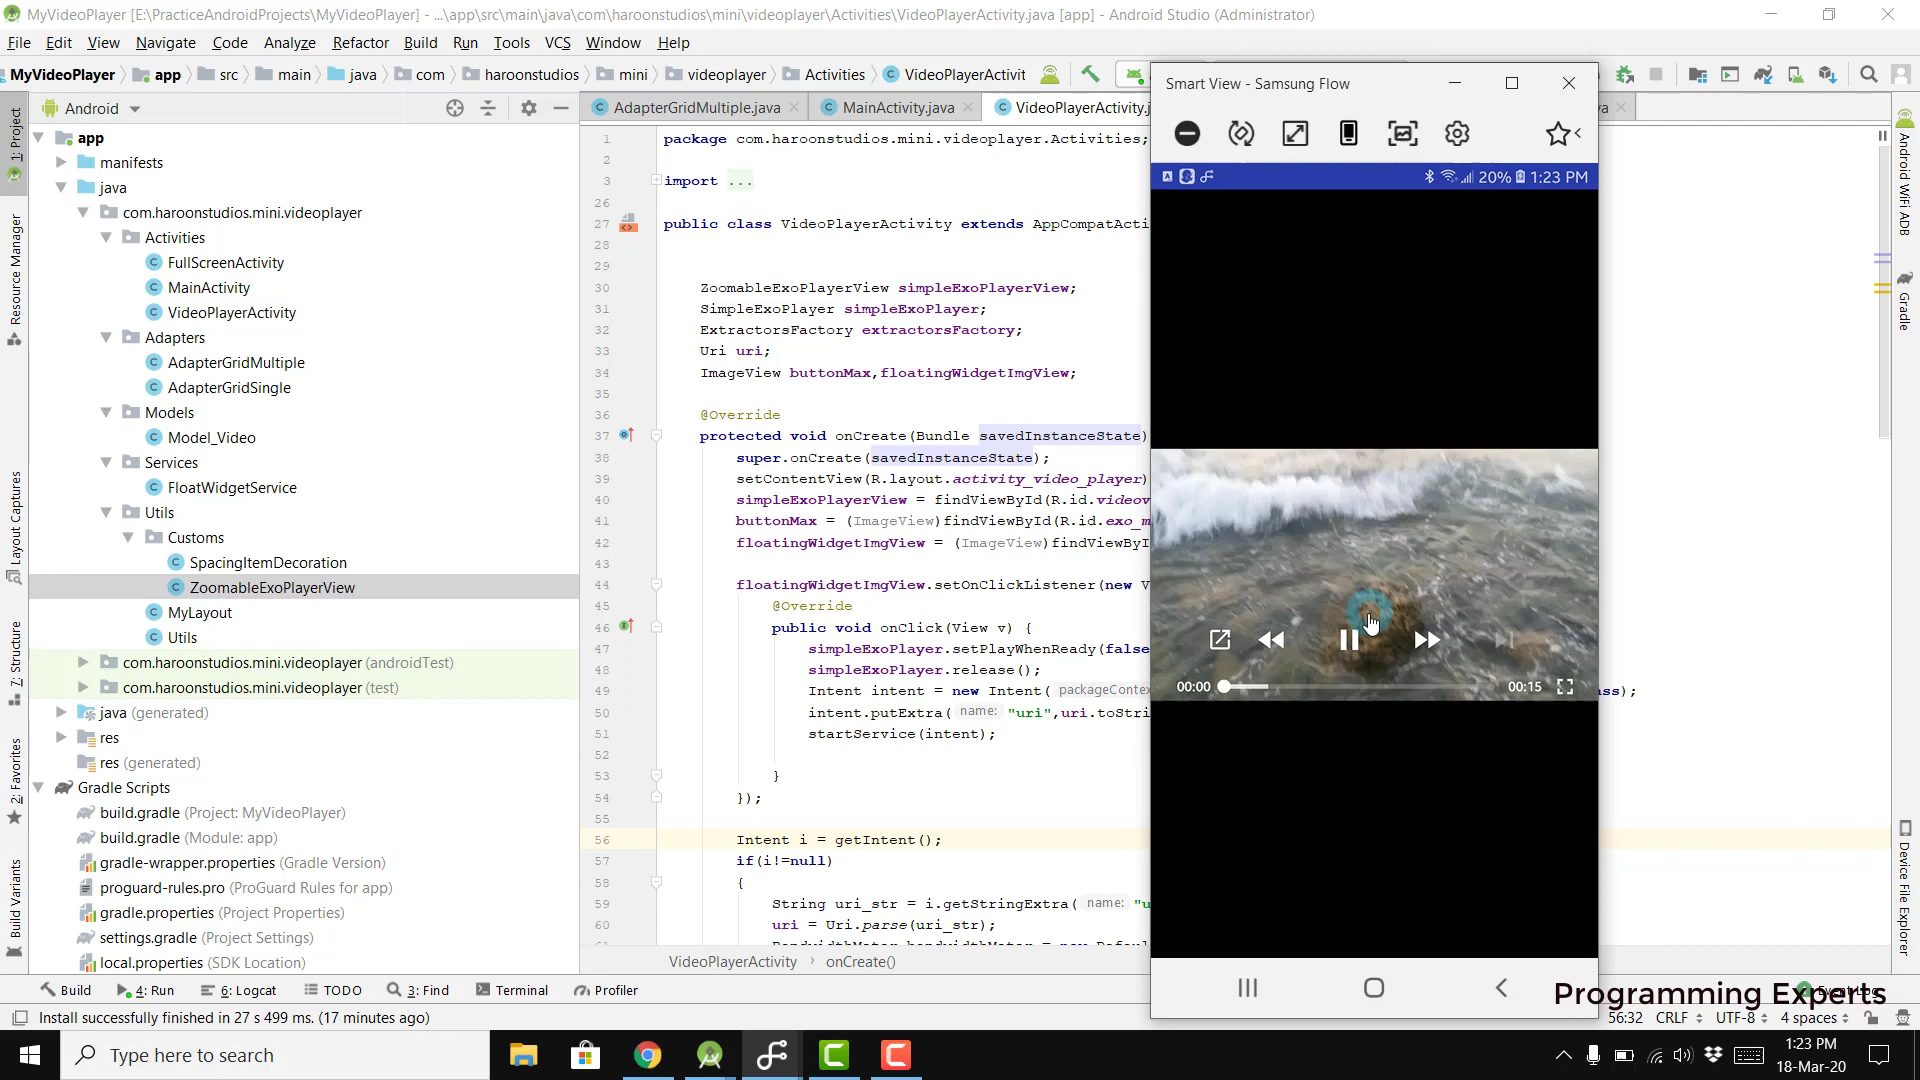 MyVideoPlayer [E:\PracticeAndroidProjects\MyVideoPlayer] - ...\app\src\main\java\com\haroonstudios\mini\videoplayer\Activities\VideoPlayerActivity.java [app] - Android Studio (Administrator)
File Edit View Navigate Code Analyze Refactor Build Run Tools VCS Window Help
MyVideoPlayer app src main java com haroonstudios mini videoplayer Activities VideoPlayerActivit
Android
AdapterGridMultiple.java MainActivity.java VideoPlayerActivity.j
app
manifests
java
com.haroonstudios.mini.videoplayer
Activities
FullScreenActivity
MainActivity
VideoPlayerActivity
Adapters
AdapterGridMultiple
AdapterGridSingle
Models
Model_Video
Services
FloatWidgetService
Utils
Customs
SpacingItemDecoration
ZoomableExoPlayerView
MyLayout
Utils
com.haroonstudios.mini.videoplayer (androidTest)
com.haroonstudios.mini.videoplayer (test)
java (generated)
res
res (generated)
Gradle Scripts
build.gradle (Project: MyVideoPlayer)
build.gradle (Module: app)
gradle-wrapper.properties (Gradle Version)
proguard-rules.pro (ProGuard Rules for app)
gradle.properties (Project Properties)
settings.gradle (Project Settings)
local.properties (SDK Location)
1: Project
Resource Manager
Layout Captures
7: Structure
2: Favorites
Build Variants
1 package com.haroonstudios.mini.videoplayer.Activities;
2
3 import ...
26
27 public class VideoPlayerActivity extends AppCompatActi
28
29
30 ZoomableExoPlayerView simpleExoPlayerView;
31 SimpleExoPlayer simpleExoPlayer;
32 ExtractorsFactory extractorsFactory;
33 Uri uri;
34 ImageView buttonMax,floatingWidgetImgView;
35
36 @Override
37 protected void onCreate(Bundle savedInstanceState)
38 super.onCreate(savedInstanceState);
39 setContentView(R.layout.activity_video_player)
40 simpleExoPlayerView = findViewById(R.id.videov
41 buttonMax = (ImageView)findViewById(R.id.exo_m
42 floatingWidgetImgView = (ImageView)findViewByI
43
44 floatingWidgetImgView.setOnClickListener(new V
45 @Override
46 public void onClick(View v) {
47 simpleExoPlayer.setPlayWhenReady(false
48 simpleExoPlayer.release();
49 Intent intent = new Intent( packageContex ass);
50 intent.putExtra( name: "uri",uri.toStri
51 startService(intent);
52
53 }
54 });
55
56 Intent i = getIntent();
57 if(i!=null)
58 {
59 String uri_str = i.getStringExtra( name: "u
60 uri = Uri.parse(uri_str);
VideoPlayerActivity onCreate()
Smart View - Samsung Flow
20% 1:23 PM
00:00 00:15
Android WiFi ADB
Gradle
Device File Explorer
Build 4: Run 6: Logcat TODO 3: Find Terminal Profiler
Programming Experts
Install successfully finished in 27 s 499 ms. (17 minutes ago)
56:32 CRLF UTF-8 4 spaces
Type here to search
1:23 PM
18-Mar-20